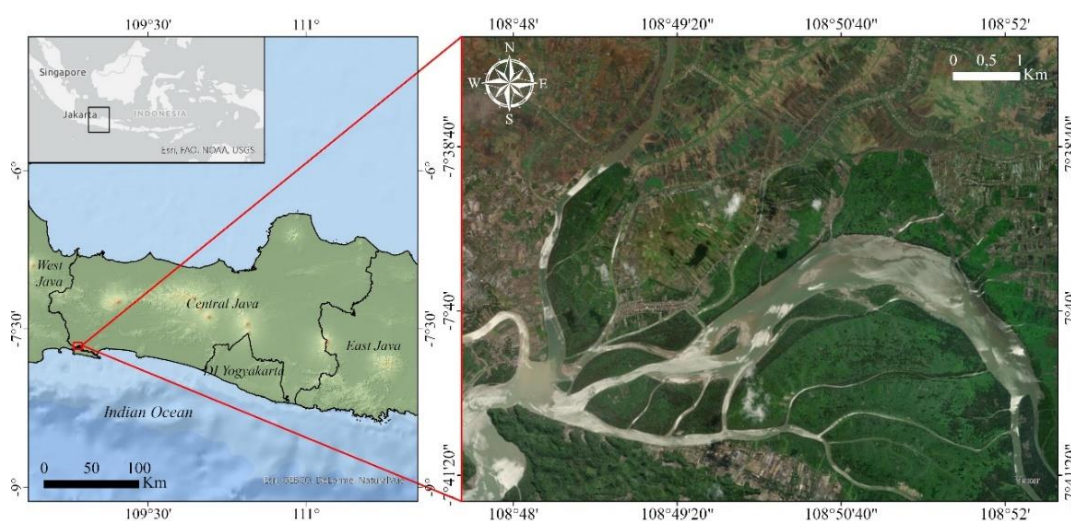 109°30'
111°
108°48'
108°49'20"
108°50'40"
108°52'
Singapore
Jakarta
INDONESIA
Esri, FAO, NOAA, USGS
N
W
E
S
0
0,5
1
Km
-6°
-6°
-7°38'40"
-7°38'40"
West
Java
Central Java
-7°30'
-7°30'
East Java
DI Yogyakarta
-7°40'
-7°40'
Indian Ocean
0
50
100
Km
-7°41'20"
-7°41'20"
-9°
-9°
109°30'
111°
108°48'
108°49'20"
108°50'40"
108°52'